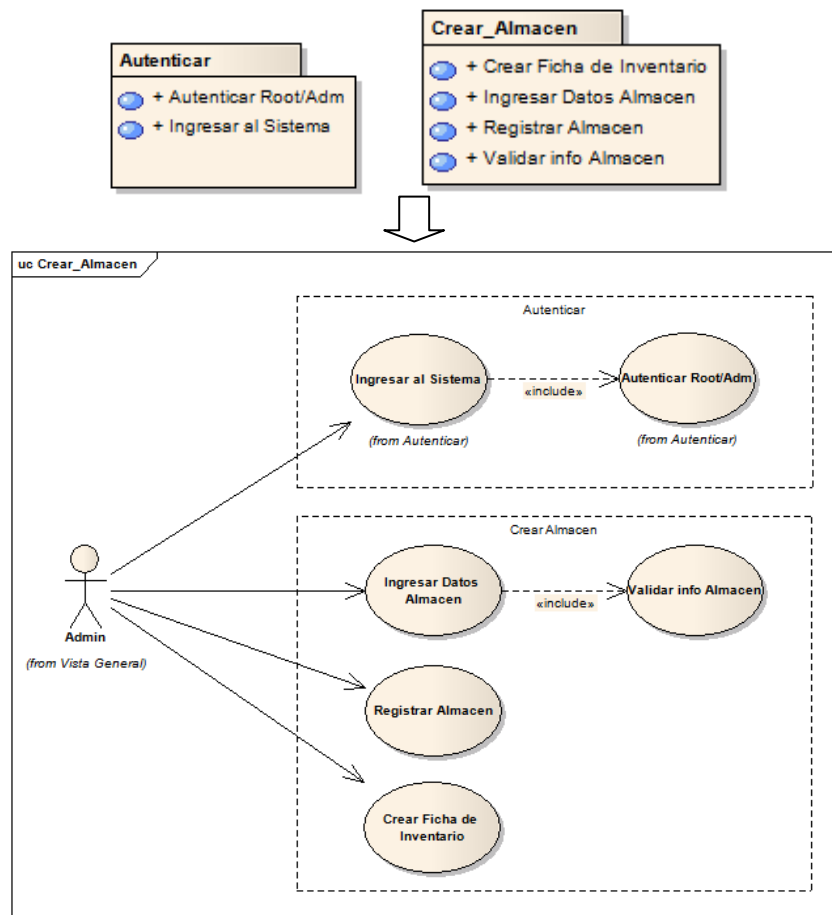 Autenticar
+ Autenticar Root/Adm
+ Ingresar al Sistema
Crear_Almacen
+ Crear Ficha de Inventario
+ Ingresar Datos Almacen
+ Registrar Almacen
+ Validar info Almacen
uc Crear_Almacen
Autenticar
Ingresar al Sistema
«include»
Autenticar Root/Adm
(from Autenticar)
(from Autenticar)
Crear Almacen
Ingresar Datos
Almacen
«include»
Validar info Almacen
Admin
(from Vista General)
Registrar Almacen
Crear Ficha de
Inventario